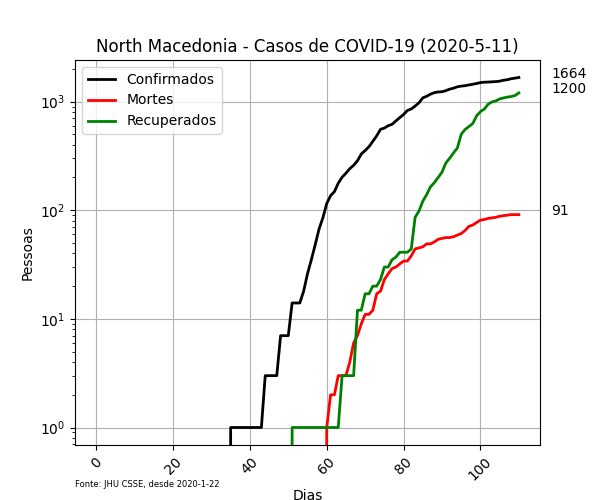 North Macedonia - Casos de COVID-19 (2020-5-11)
Confirmados
Mortes
Recuperados
1664
1200
91
10³
10²
10¹
10⁰
Pessoas
0 20 40 60 80 100
Fonte: JHU CSSE, desde 2020-1-22
Dias